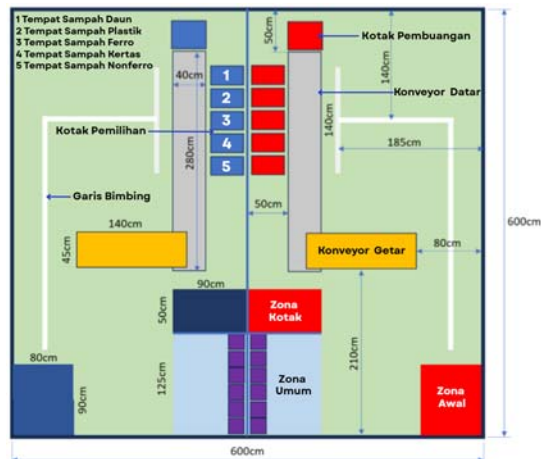 1 Tempat Sampah Daun
2 Tempat Sampah Plastik
3 Tempat Sampah Ferro
4 Tempat Sampah Kertas
5 Tempat Sampah Nonferro
50cm
Kotak Pembuangan
140cm
40cm
1
2
3
4
5
Konveyor Datar
Kotak Pemilihan
280cm
140cm
185cm
Garis Bimbing
50cm
600cm
140cm
45cm
Konveyor Getar
80cm
90cm
50cm
Zona
Kotak
210cm
80cm
90cm
125cm
Zona
Umum
Zona
Awal
600cm